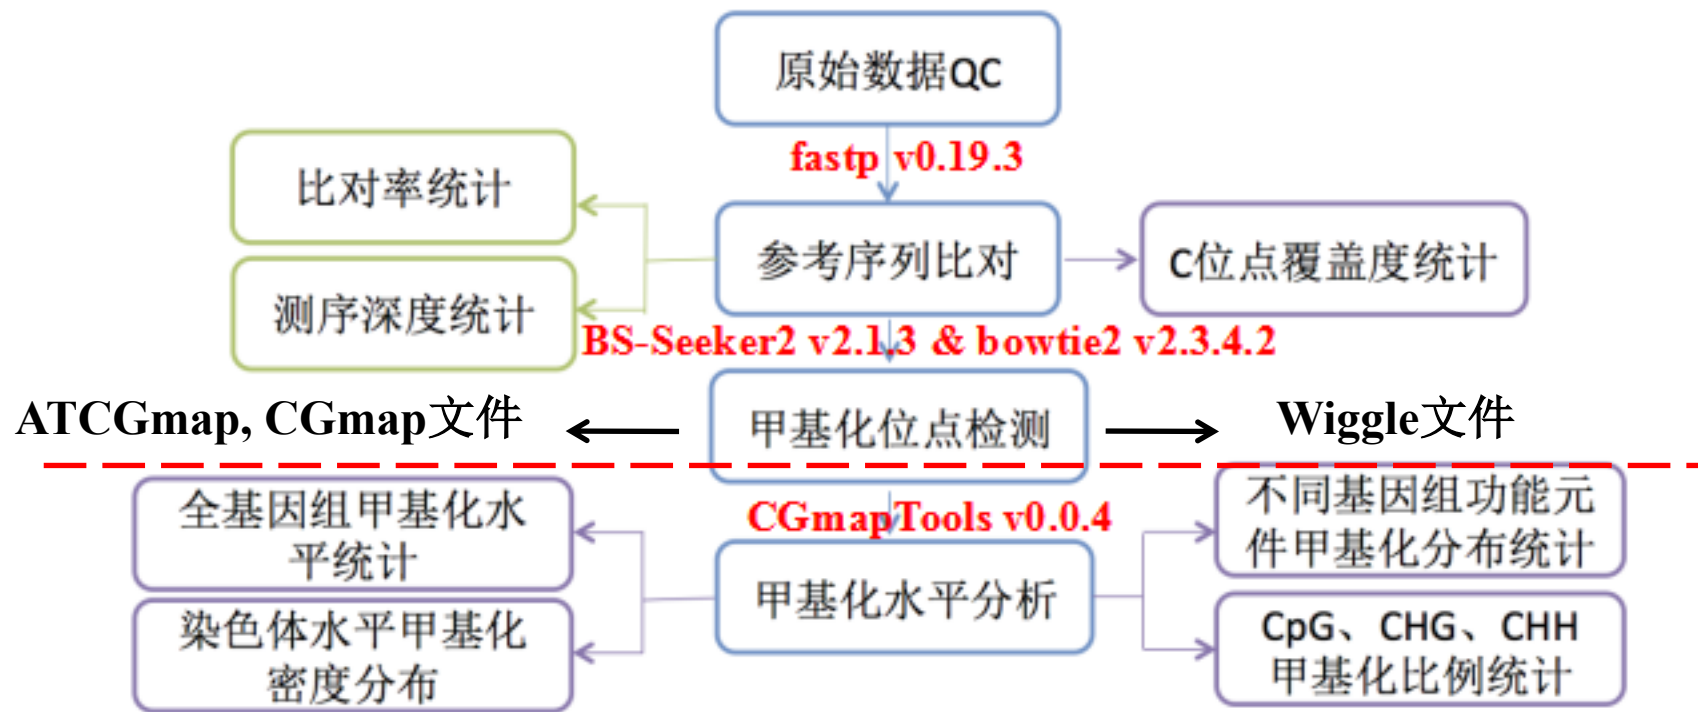 原始数据QC
fastp v0.19.3
比对率统计
参考序列比对
C位点覆盖度统计
测序深度统计
BS-Seeker2 v2.1.3 & bowtie2 v2.3.4.2
ATCGmap, CGmap文件
甲基化位点检测
Wiggle文件
CGmapTools v0.0.4
全基因组甲基化水
平统计
不同基因组功能元
件甲基化分布统计
甲基化水平分析
染色体水平甲基化
密度分布
CpG、CHG、CHH
甲基化比例统计